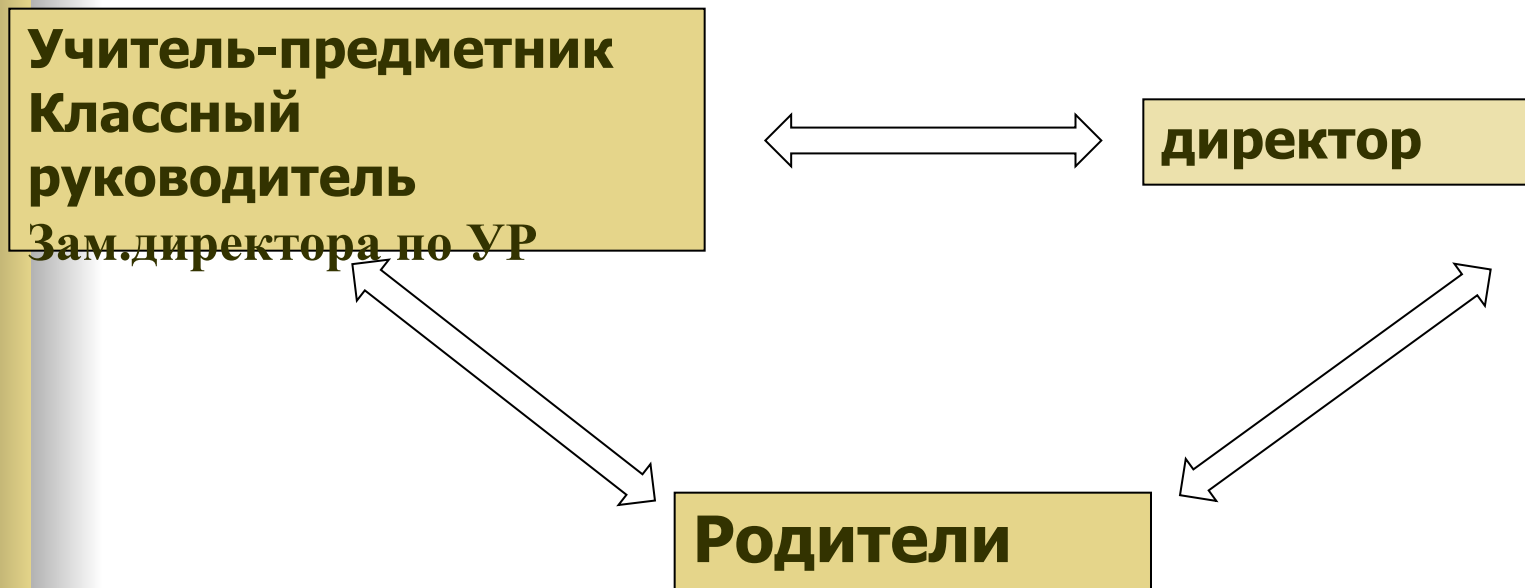 Учитель-предметник
Классный
руководитель
Зам.директора по УР
директор
Родители